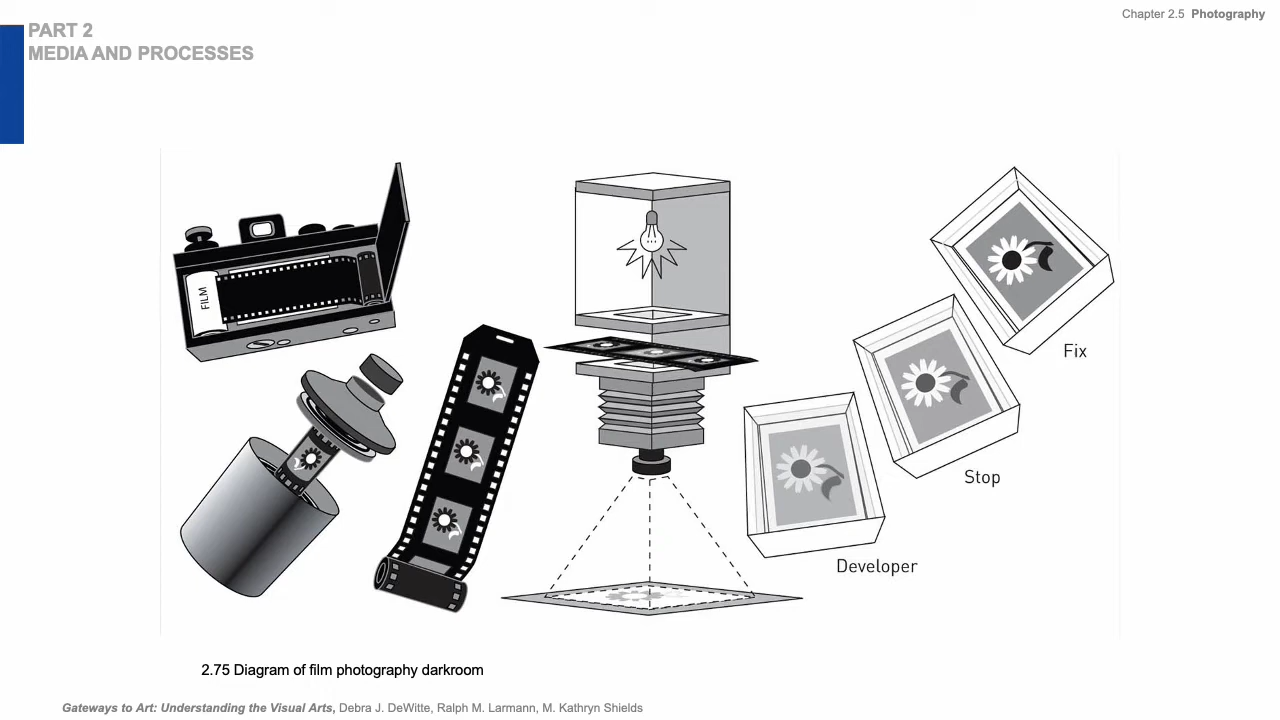 PART 2
MEDIA AND PROCESSES
Chapter 2.5 Photography
FILM
Fix
Stop
Developer
2.75 Diagram of film photography darkroom
Gateways to Art: Understanding the Visual Arts, Debra J. DeWitte, Ralph M. Larmann, M. Kathryn Shields